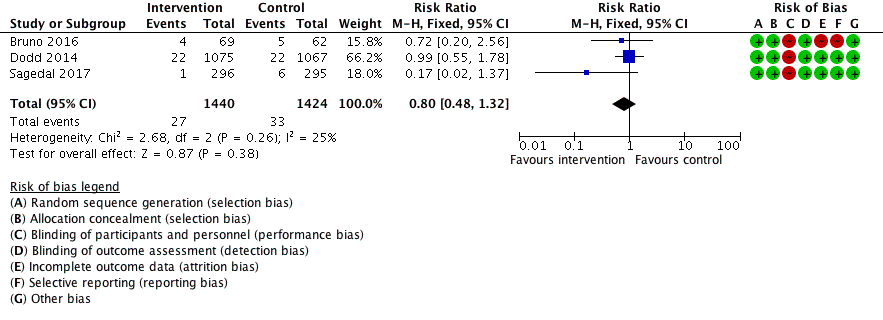 Intervention Control Risk Ratio Risk Ratio Risk of Bias
Study or Subgroup Events Total Events Total Weight M-H, Fixed, 95% CI M-H, Fixed, 95% CI A B C D E F G
Bruno 2016 4 69 5 62 15.8% 0.72 [0.20, 2.56] + + - + - - +
Dodd 2014 22 1075 22 1067 66.2% 0.99 [0.55, 1.78] + + - + + + +
Sagedal 2017 1 296 6 295 18.0% 0.17 [0.02, 1.37] + + - + + + +
Total (95% CI) 1440 1424 100.0% 0.80 [0.48, 1.32]
Total events 27 33
Heterogeneity: Chi² = 2.68, df = 2 (P = 0.26); I² = 25%
Test for overall effect: Z = 0.87 (P = 0.38)
0.01 0.1 1 10 100
Favours intervention Favours control
Risk of bias legend
(A) Random sequence generation (selection bias)
(B) Allocation concealment (selection bias)
(C) Blinding of participants and personnel (performance bias)
(D) Blinding of outcome assessment (detection bias)
(E) Incomplete outcome data (attrition bias)
(F) Selective reporting (reporting bias)
(G) Other bias